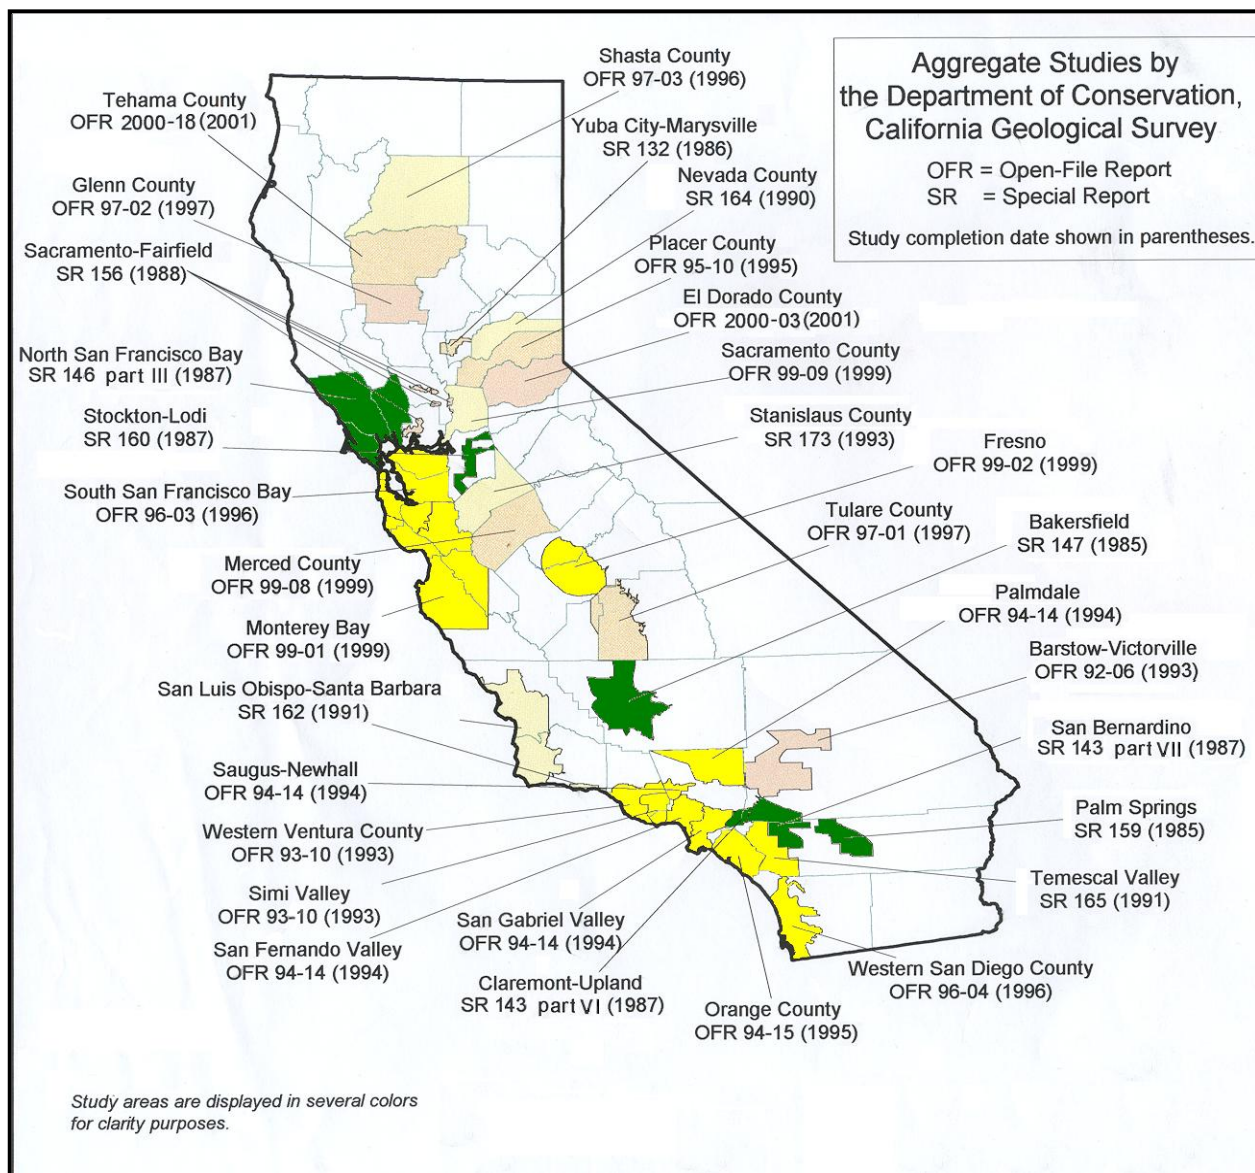 Aggregate Studies by
the Department of Conservation,
California Geological Survey
OFR = Open-File Report
SR = Special Report
Study completion date shown in parentheses.
Shasta County
OFR 97-03 (1996)
Tehama County
OFR 2000-18 (2001)
Yuba City-Marysville
SR 132 (1986)
Glenn County
OFR 97-02 (1997)
Nevada County
SR 164 (1990)
Sacramento-Fairfield
SR 156 (1988)
Placer County
OFR 95-10 (1995)
El Dorado County
OFR 2000-03 (2001)
North San Francisco Bay
SR 146 part III (1987)
Sacramento County
OFR 99-09 (1999)
Stockton-Lodi
SR 160 (1987)
Stanislaus County
SR 173 (1993)
Fresno
OFR 99-02 (1999)
South San Francisco Bay
OFR 96-03 (1996)
Tulare County
OFR 97-01 (1997)
Bakersfield
SR 147 (1985)
Merced County
OFR 99-08 (1999)
Palmdale
OFR 94-14 (1994)
Monterey Bay
OFR 99-01 (1999)
Barstow-Victorville
OFR 92-06 (1993)
San Luis Obispo-Santa Barbara
SR 162 (1991)
San Bernardino
SR 143 part VII (1987)
Saugus-Newhall
OFR 94-14 (1994)
Palm Springs
SR 159 (1985)
Western Ventura County
OFR 93-10 (1993)
Temescal Valley
SR 165 (1991)
Simi Valley
OFR 93-10 (1993)
San Gabriel Valley
OFR 94-14 (1994)
San Fernando Valley
OFR 94-14 (1994)
Western San Diego County
OFR 96-04 (1996)
Claremont-Upland
SR 143 part VI (1987)
Orange County
OFR 94-15 (1995)
Study areas are displayed in several colors
for clarity purposes.